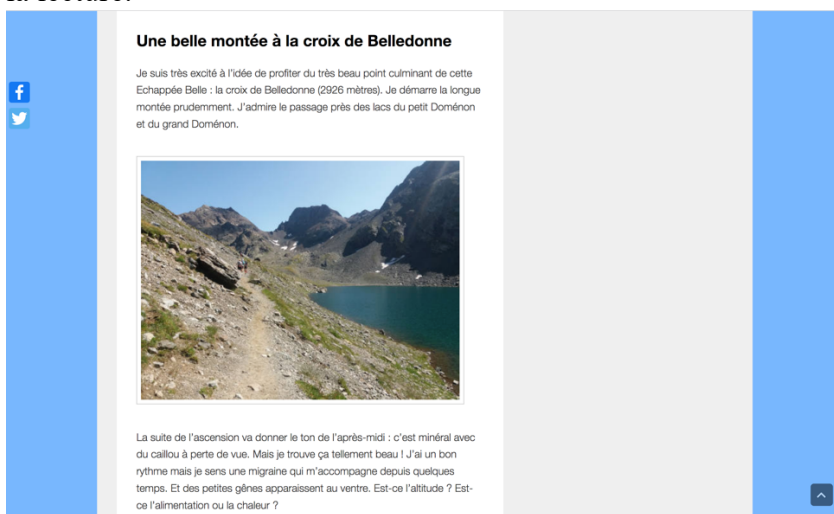 Une belle montée à la croix de Belledonne
Je suis très excité à l'idée de profiter du très beau point culminant de cette
Echappée Belle : la croix de Belledonne (2926 mètres). Je démarre la longue
montée prudemment. J'admire le passage près des lacs du petit Doménon
et du grand Doménon.
La suite de l'ascension va donner le ton de l'après-midi : c'est minéral avec
du caillou à perte de vue. Mais je trouve ça tellement beau ! J'ai un bon
rythme mais je sens une migraine qui m'accompagne depuis quelques
temps. Et des petites gênes apparaissent au ventre. Est-ce l'altitude ? Est-
ce l'alimentation ou la chaleur ?